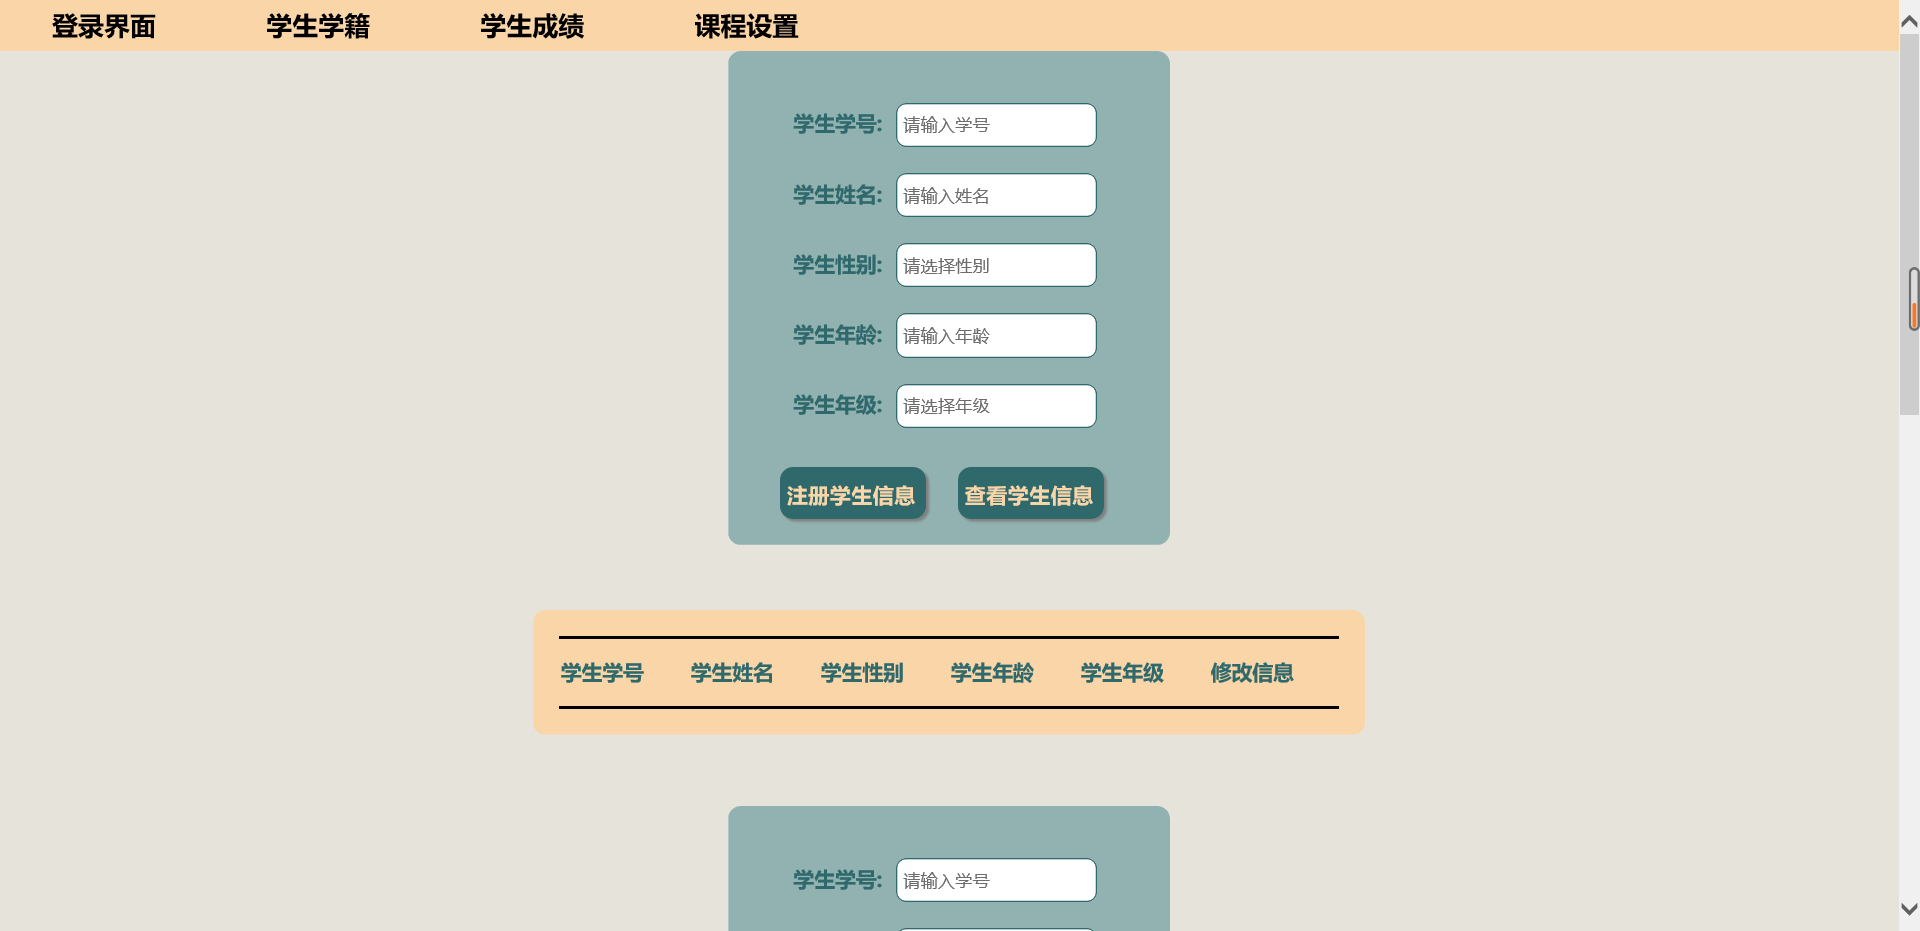 登录界面 学生学籍 学生成绩 课程设置
学生学号: 请输入学号
学生姓名: 请输入姓名
学生性别: 请选择性别
学生年龄: 请输入年龄
学生年级: 请选择年级
注册学生信息 查看学生信息
学生学号 学生姓名 学生性别 学生年龄 学生年级 修改信息
学生学号: 请输入学号